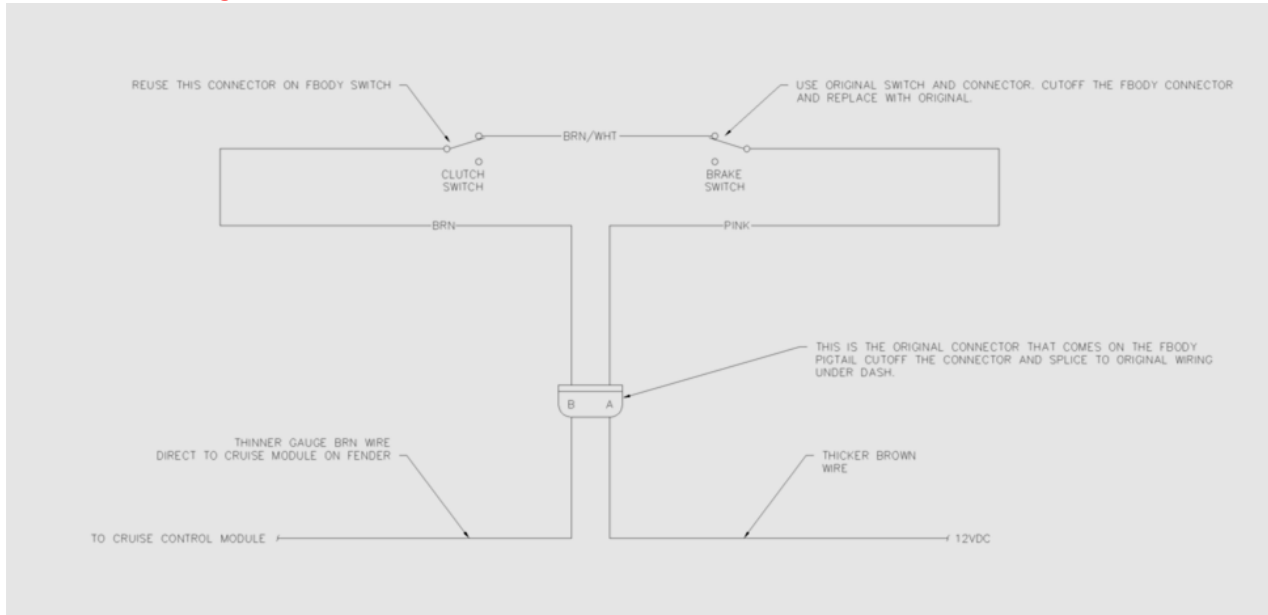 REUSE THIS CONNECTOR ON FBODY SWITCH
USE ORIGINAL SWITCH AND CONNECTOR. CUTOFF THE FBODY CONNECTOR
AND REPLACE WITH ORIGINAL.
BRN/WHT
CLUTCH
SWITCH
BRAKE
SWITCH
BRN
PINK
THIS IS THE ORIGINAL CONNECTOR THAT COMES ON THE FBODY
PIGTAIL CUTOFF THE CONNECTOR AND SPLICE TO ORIGINAL WIRING
UNDER DASH.
B A
THINNER GAUGE BRN WIRE
DIRECT TO CRUISE MODULE ON FENDER
THICKER BROWN
WIRE
TO CRUISE CONTROL MODULE
12VDC